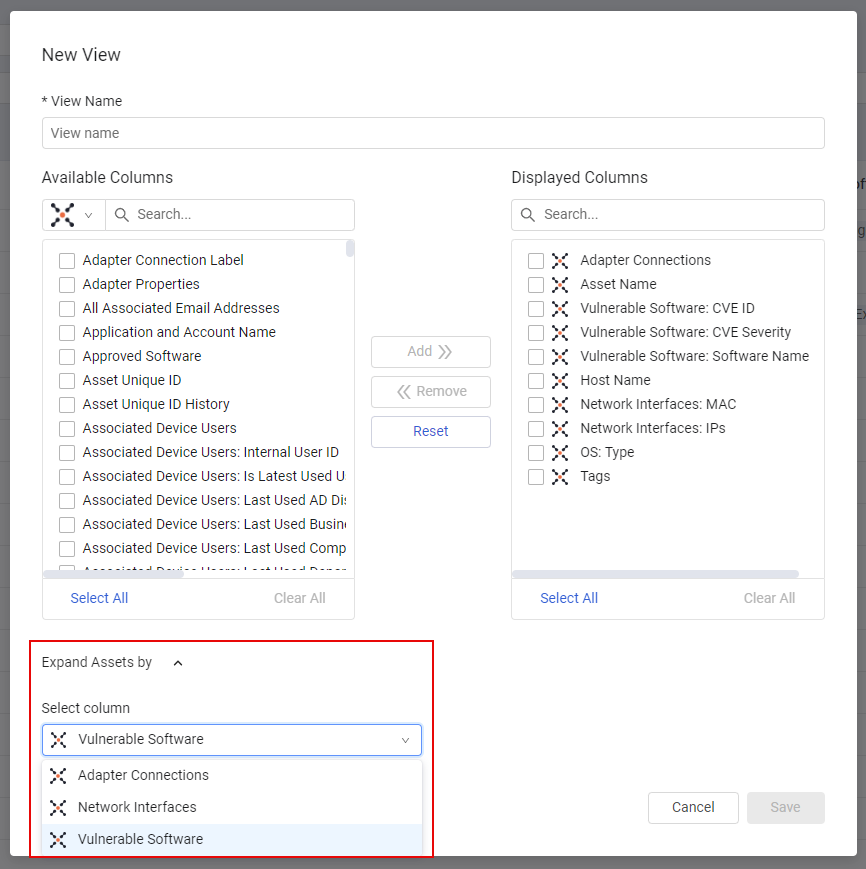 New View
* View Name
View name
Available Columns
Search...
Adapter Connection Label
Adapter Properties
All Associated Email Addresses
Application and Account Name
Approved Software
Asset Unique ID
Asset Unique ID History
Associated Device Users
Associated Device Users: Internal User ID
Associated Device Users: Is Latest Used U
Associated Device Users: Last Used AD Di
Associated Device Users: Last Used Busin
Associated Device Users: Last Used Comp
Select All
Clear All
Add
Remove
Reset
Displayed Columns
Search...
Adapter Connections
Asset Name
Vulnerable Software: CVE ID
Vulnerable Software: CVE Severity
Vulnerable Software: Software Name
Host Name
Network Interfaces: MAC
Network Interfaces: IPs
OS: Type
Tags
Select All
Clear All
Expand Assets by
Select column
Vulnerable Software
Adapter Connections
Network Interfaces
Vulnerable Software
Cancel
Save